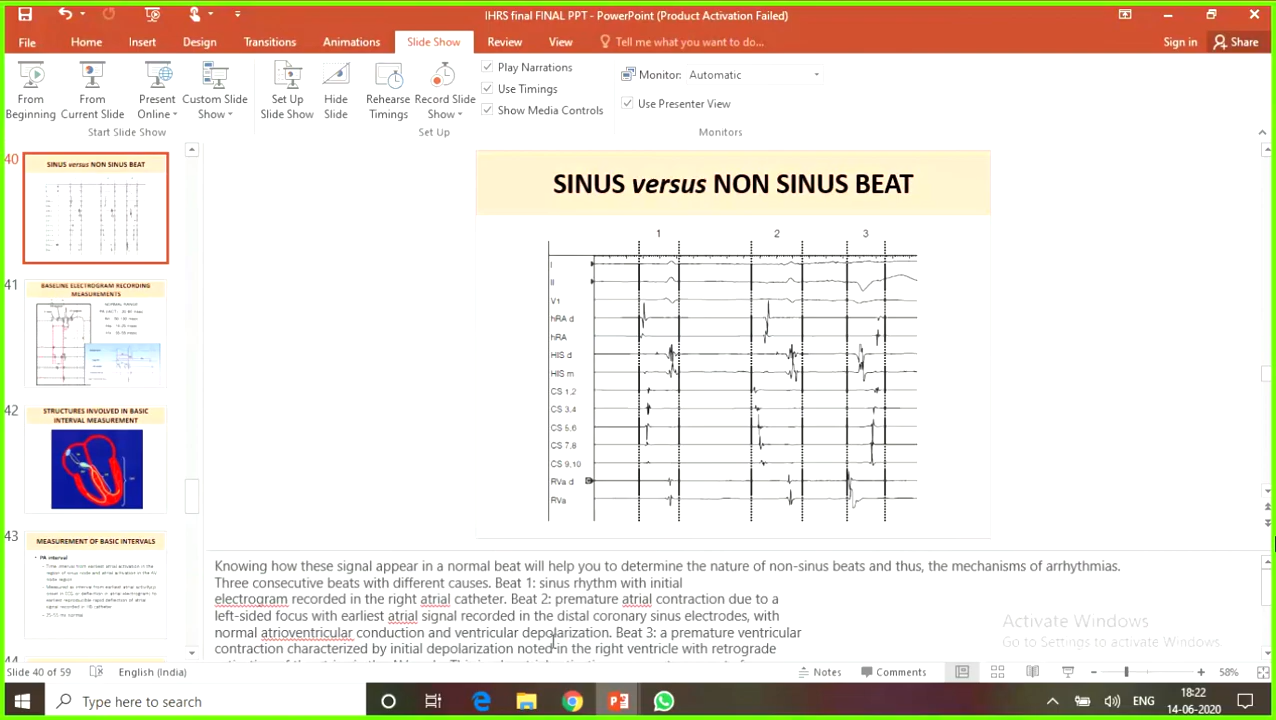 IHRS final FINAL PPT - PowerPoint (Product Activation Failed)
File Home Insert Design Transitions Animations Slide Show Review View Tell me what you want to do... Sign in Share
From Beginning
From Current Slide
Present Online
Custom Slide Show
Start Slide Show
Set Up Slide Show
Hide Slide
Rehearse Timings
Record Slide Show
Play Narrations
Use Timings
Show Media Controls
Set Up
Monitor: Automatic
Use Presenter View
Monitors
40
SINUS versus NON SINUS BEAT
41
BASELINE ELECTROGRAM RECORDING
MEASUREMENTS
42
STRUCTURES INVOLVED IN BASIC
INTERVAL MEASUREMENT
43
MEASUREMENT OF BASIC INTERVALS
PA interval
SINUS versus NON SINUS BEAT
1 2 3
I
II
V1
hRA d
hRA
HIS d
HIS m
CS 1,2
CS 3,4
CS 5,6
CS 7,8
CS 9,10
RVa d
RVa
Knowing how these signal appear in a normal beat will help you to determine the nature of non-sinus beats and thus, the mechanisms of arrhythmias.
Three consecutive beats with different causes. Beat 1: sinus rhythm with initial
electrogram recorded in the right atrial catheter. Beat 2: premature atrial contraction due to a
left-sided focus with earliest atrial signal recorded in the distal coronary sinus electrodes, with
normal atrioventricular conduction and ventricular depolarization. Beat 3: a premature ventricular
contraction characterized by initial depolarization noted in the right ventricle with retrograde
Activate Windows
Go to Settings to activate Windows.
Slide 40 of 59 English (India) Notes Comments 58%
Type here to search
ENG
18:22
14-06-2020